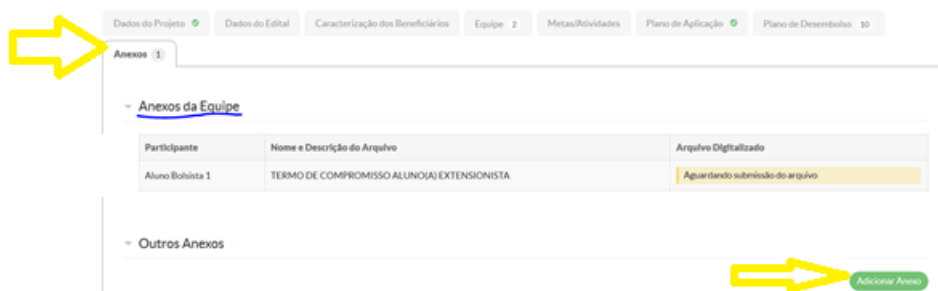 Dados do Projeto Dados do Edital Caracterização dos Beneficiários Equipe 2 Metas/Atividades Plano de Aplicação Plano de Desembolso 10
Anexos 1
Anexos da Equipe
Participante Nome e Descrição do Arquivo Arquivo Digitalizado
Aluno Bolsista 1 TERMO DE COMPROMISSO ALUNO(A) EXTENSIONISTA Aguardando submissão do arquivo
Outros Anexos
Adicionar Anexo